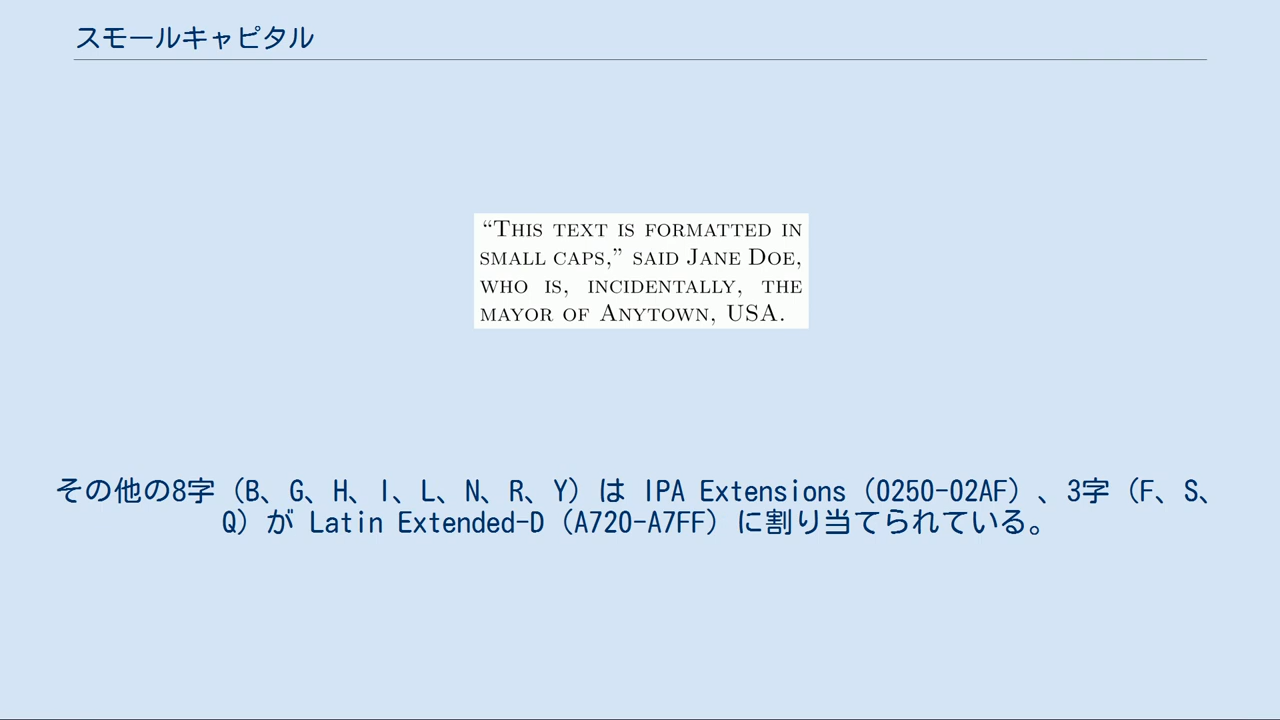 スモールキャピタル
“This text is formatted in
small caps,” said Jane Doe,
who is, incidentally, the
mayor of Anytown, USA.
その他の8字（B、G、H、I、L、N、R、Y）は IPA Extensions（0250-02AF）、3字（F、S、
Q）が Latin Extended-D（A720-A7FF）に割り当てられている。